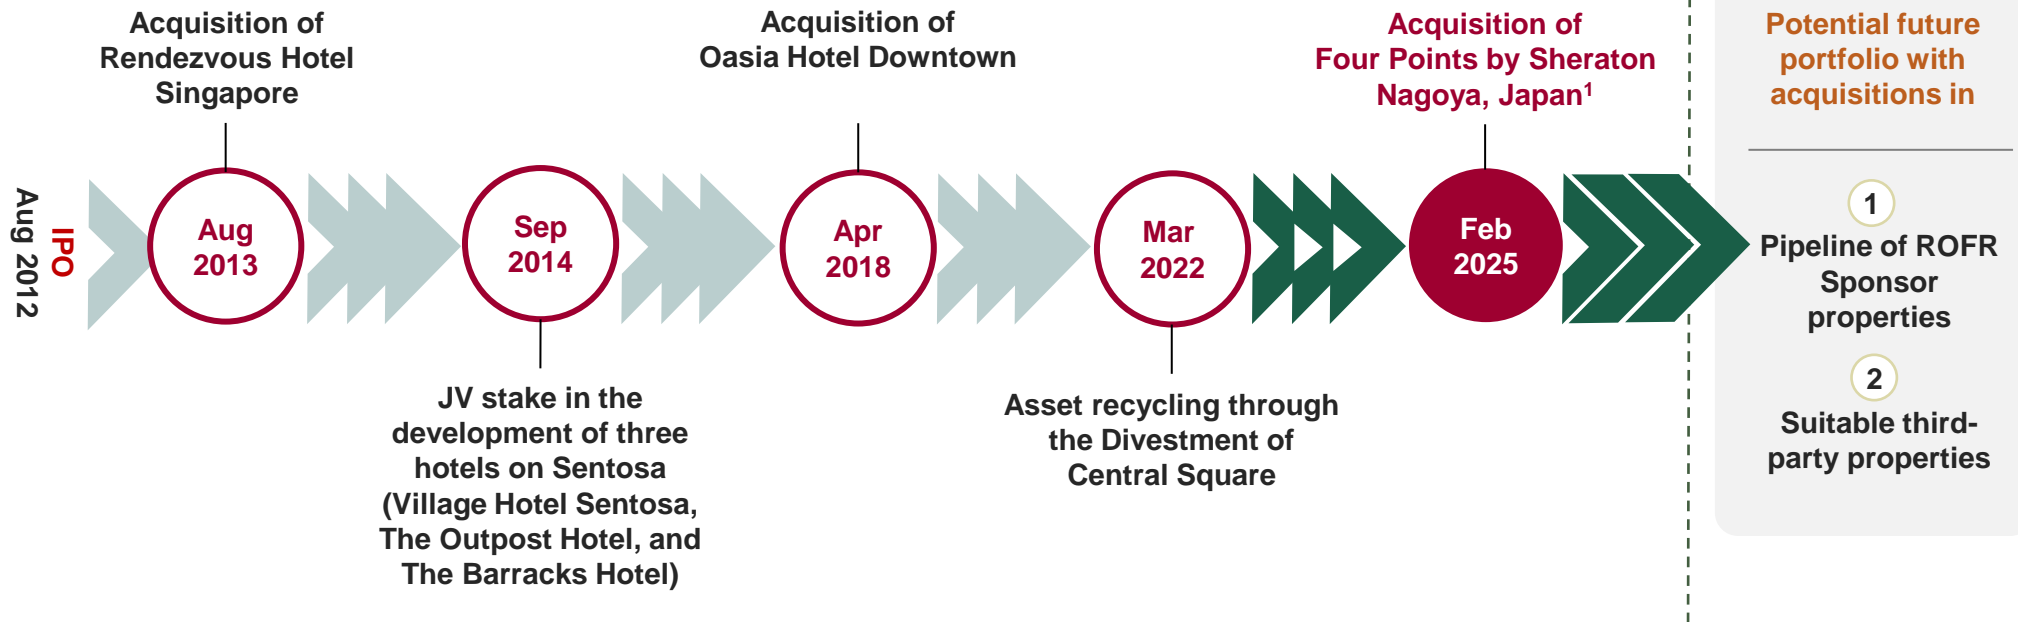 IPO
Aug 2012
Acquisition of
Rendezvous Hotel
Singapore
Aug
2013
Sep
2014
JV stake in the
development of three
hotels on Sentosa
(Village Hotel Sentosa,
The Outpost Hotel, and
The Barracks Hotel)
Acquisition of
Oasia Hotel Downtown
Apr
2018
Mar
2022
Asset recycling through
the Divestment of
Central Square
Acquisition of
Four Points by Sheraton
Nagoya, Japan¹
Feb
2025
Potential future
portfolio with
acquisitions in
1
Pipeline of ROFR
Sponsor
properties
2
Suitable third-
party properties